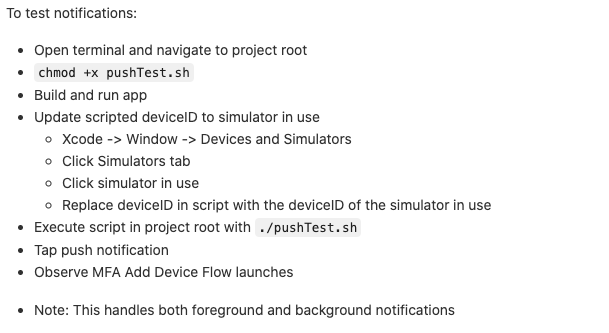 To test notifications:
• Open terminal and navigate to project root
• chmod +x pushTest.sh
• Build and run app
• Update scripted deviceID to simulator in use
◦ Xcode -> Window -> Devices and Simulators
◦ Click Simulators tab
◦ Click simulator in use
◦ Replace deviceID in script with the deviceID of the simulator in use
• Execute script in project root with ./pushTest.sh
• Tap push notification
• Observe MFA Add Device Flow launches
• Note: This handles both foreground and background notifications